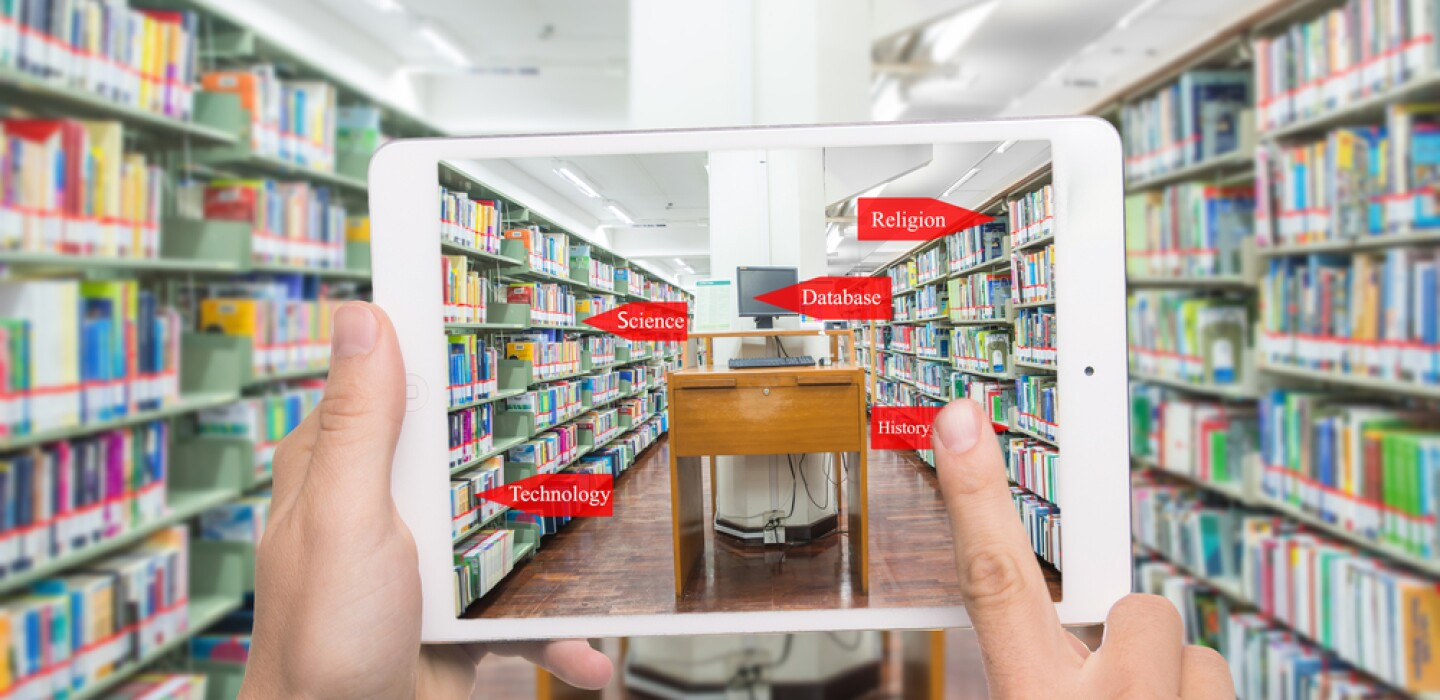 Religion
Database
Science
History
Technology